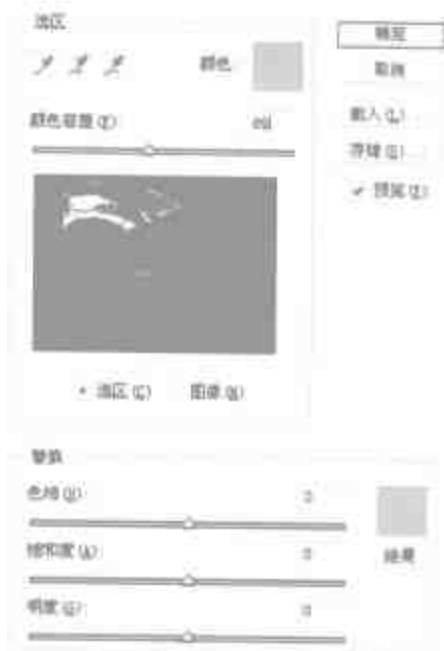 选区
颜色
颜色容差(F)
选区(C) 图像(M)
确定
取消
载入(L)...
存储(S)...
预览(P)
替换
色相(H): 0
饱和度(A): 0
明度(G): 0
结果